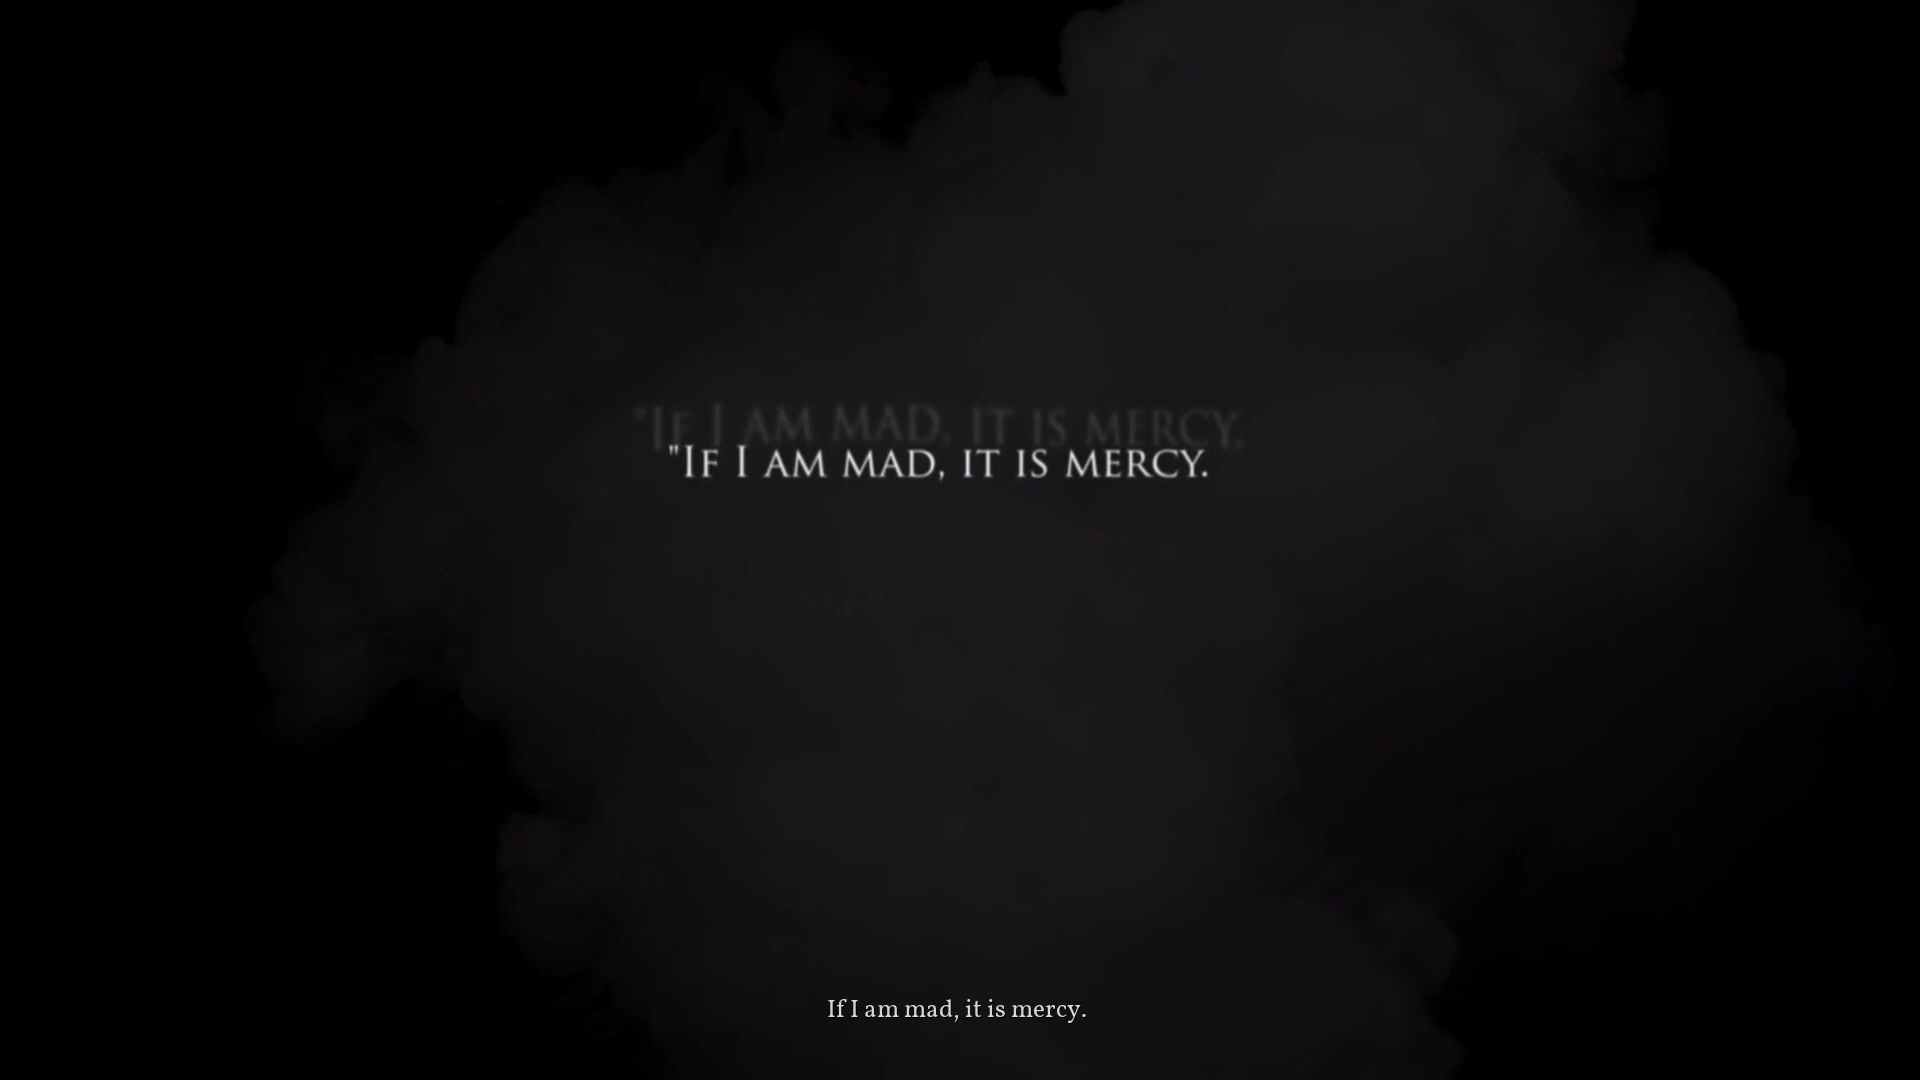 "If I am mad, it is mercy.
"If I am mad, it is mercy.
If I am mad, it is mercy.